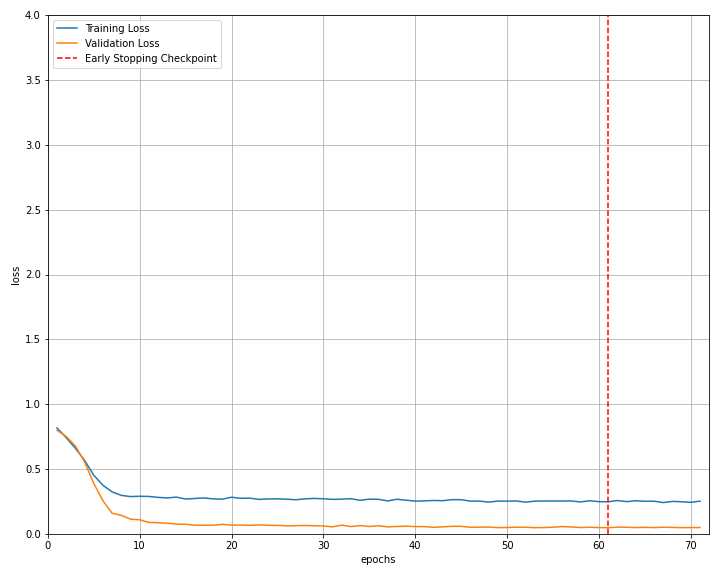 4.0
3.5
3.0
2.5
2.0
1.5
1.0
0.5
0.0
loss
Training Loss
Validation Loss
Early Stopping Checkpoint
0 10 20 30 40 50 60 70
epochs